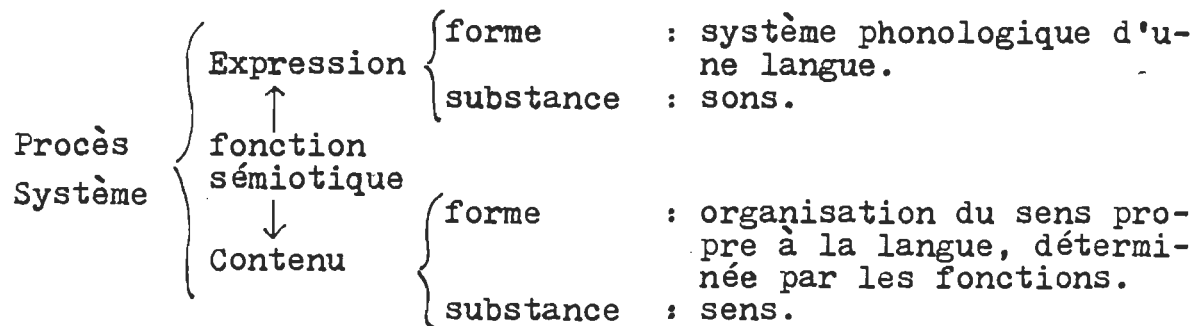 forme : système phonologique d'u-
Expression ne langue.
substance : sons.
Procès fonction
Système sémiotique
forme : organisation du sens pro-
Contenu pre à la langue, détermi-
née par les fonctions.
substance : sens.